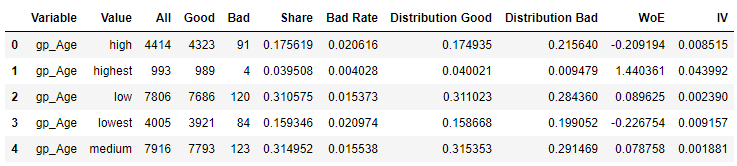 Variable Value All Good Bad Share Bad Rate Distribution Good Distribution Bad WoE IV
0 gp_Age high 4414 4323 91 0.175619 0.020616 0.174935 0.215640 -0.209194 0.008515
1 gp_Age highest 993 989 4 0.039508 0.004028 0.040021 0.009479 1.440361 0.043992
2 gp_Age low 7806 7686 120 0.310575 0.015373 0.311023 0.284360 0.089625 0.002390
3 gp_Age lowest 4005 3921 84 0.159346 0.020974 0.158668 0.199052 -0.226754 0.009157
4 gp_Age medium 7916 7793 123 0.314952 0.015538 0.315353 0.291469 0.078758 0.001881